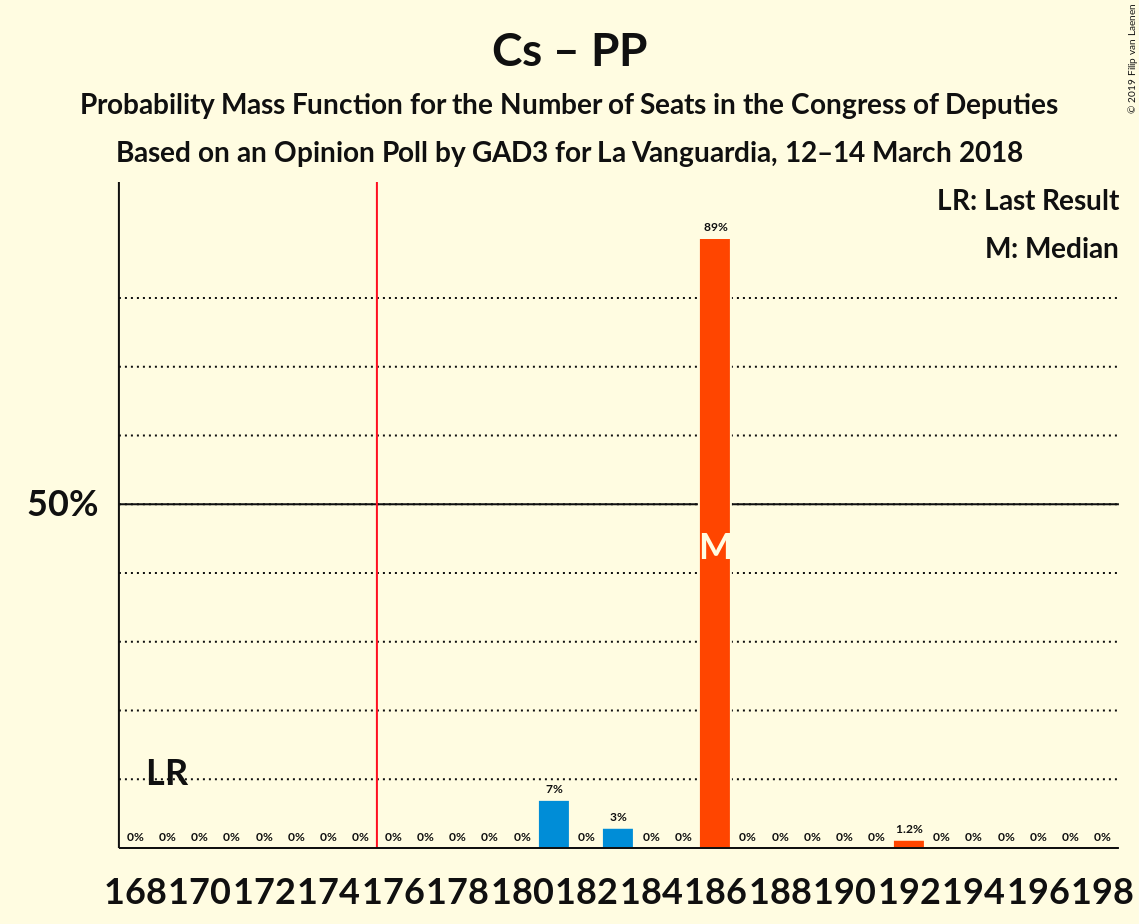 Cs – PP
Probability Mass Function for the Number of Seats in the Congress of Deputies
Based on an Opinion Poll by GAD3 for La Vanguardia, 12–14 March 2018
© 2019 Filip van Laenen
LR: Last Result
M: Median
89%
50%
M
LR
7%
3%
1.2%
0% 0% 0% 0% 0% 0% 0% 0% 0% 0% 0% 0% 0% 0% 0% 0% 0% 0% 0% 0% 0% 0% 0% 0% 0% 0% 0%
168 170 172 174 176 178 180 182 184 186 188 190 192 194 196 198